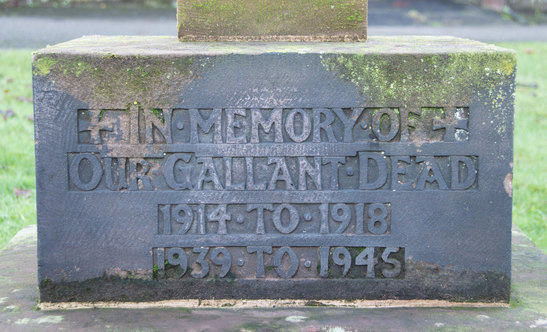 + IN · MEMORY · OF +
OUR GALLANT · DEAD
1914 · TO · 1918
1939 · TO · 1945